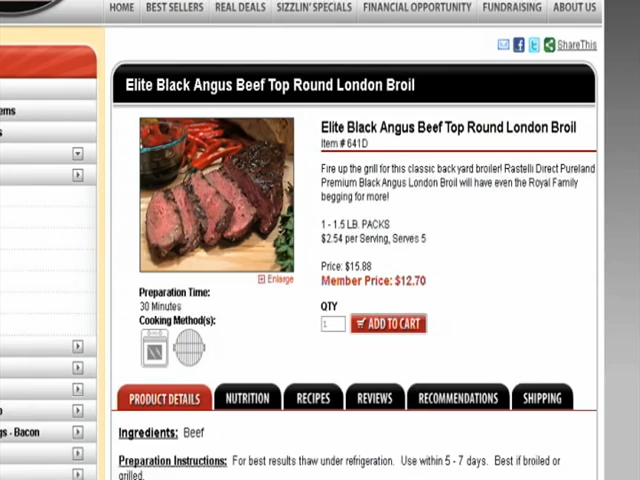 HOME BEST SELLERS REAL DEALS SIZZLIN' SPECIALS FINANCIAL OPPORTUNITY FUNDRAISING ABOUT US
ShareThis
Elite Black Angus Beef Top Round London Broil
Elite Black Angus Beef Top Round London Broil
Item # 641D
Fire up the grill for this classic back yard broiler! Rastelli Direct Pureland
Premium Black Angus London Broil will have even the Royal Family
begging for more!
1 - 1.5 LB. PACKS
$2.54 per Serving, Serves 5
Price: $15.88
Member Price: $12.70
Enlarge
Preparation Time:
30 Minutes
Cooking Method(s):
QTY
1 ADD TO CART
PRODUCT DETAILS NUTRITION RECIPES REVIEWS RECOMMENDATIONS SHIPPING
gs - Bacon
Ingredients: Beef
Preparation Instructions: For best results thaw under refrigeration. Use within 5 - 7 days. Best if broiled or
grilled.